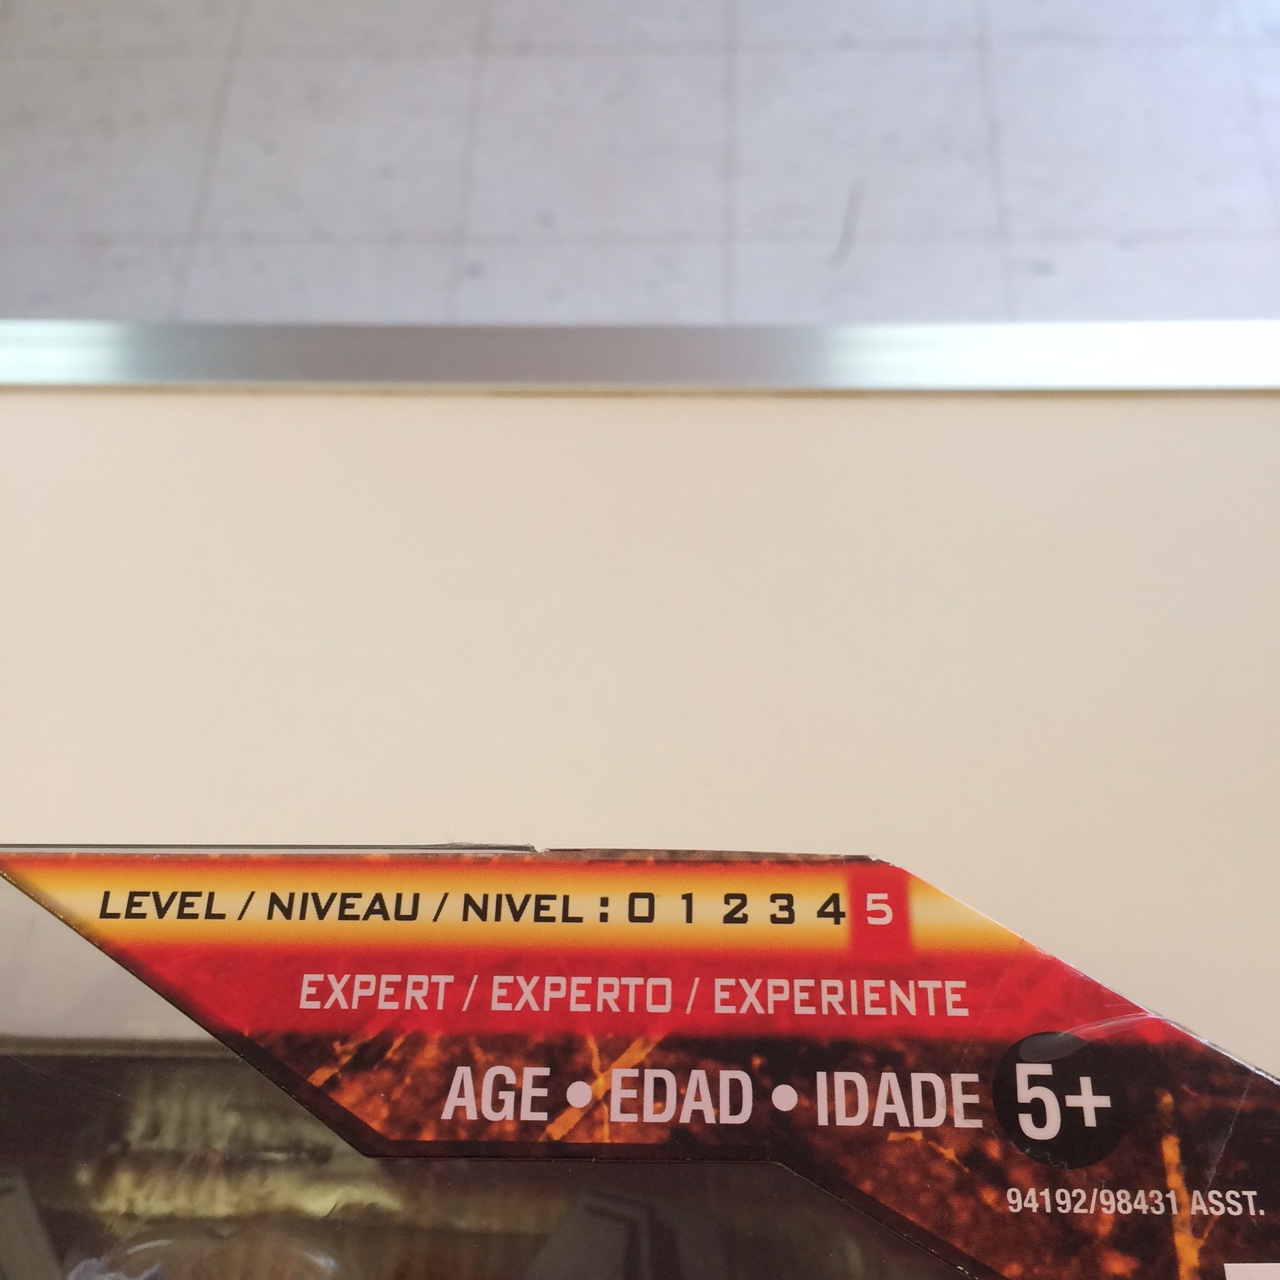 LEVEL / NIVEAU / NIVEL : 0 1 2 3 4 5
EXPERT / EXPERTO / EXPERIENTE
AGE • EDAD • IDADE 5+
94192/98431 ASST.